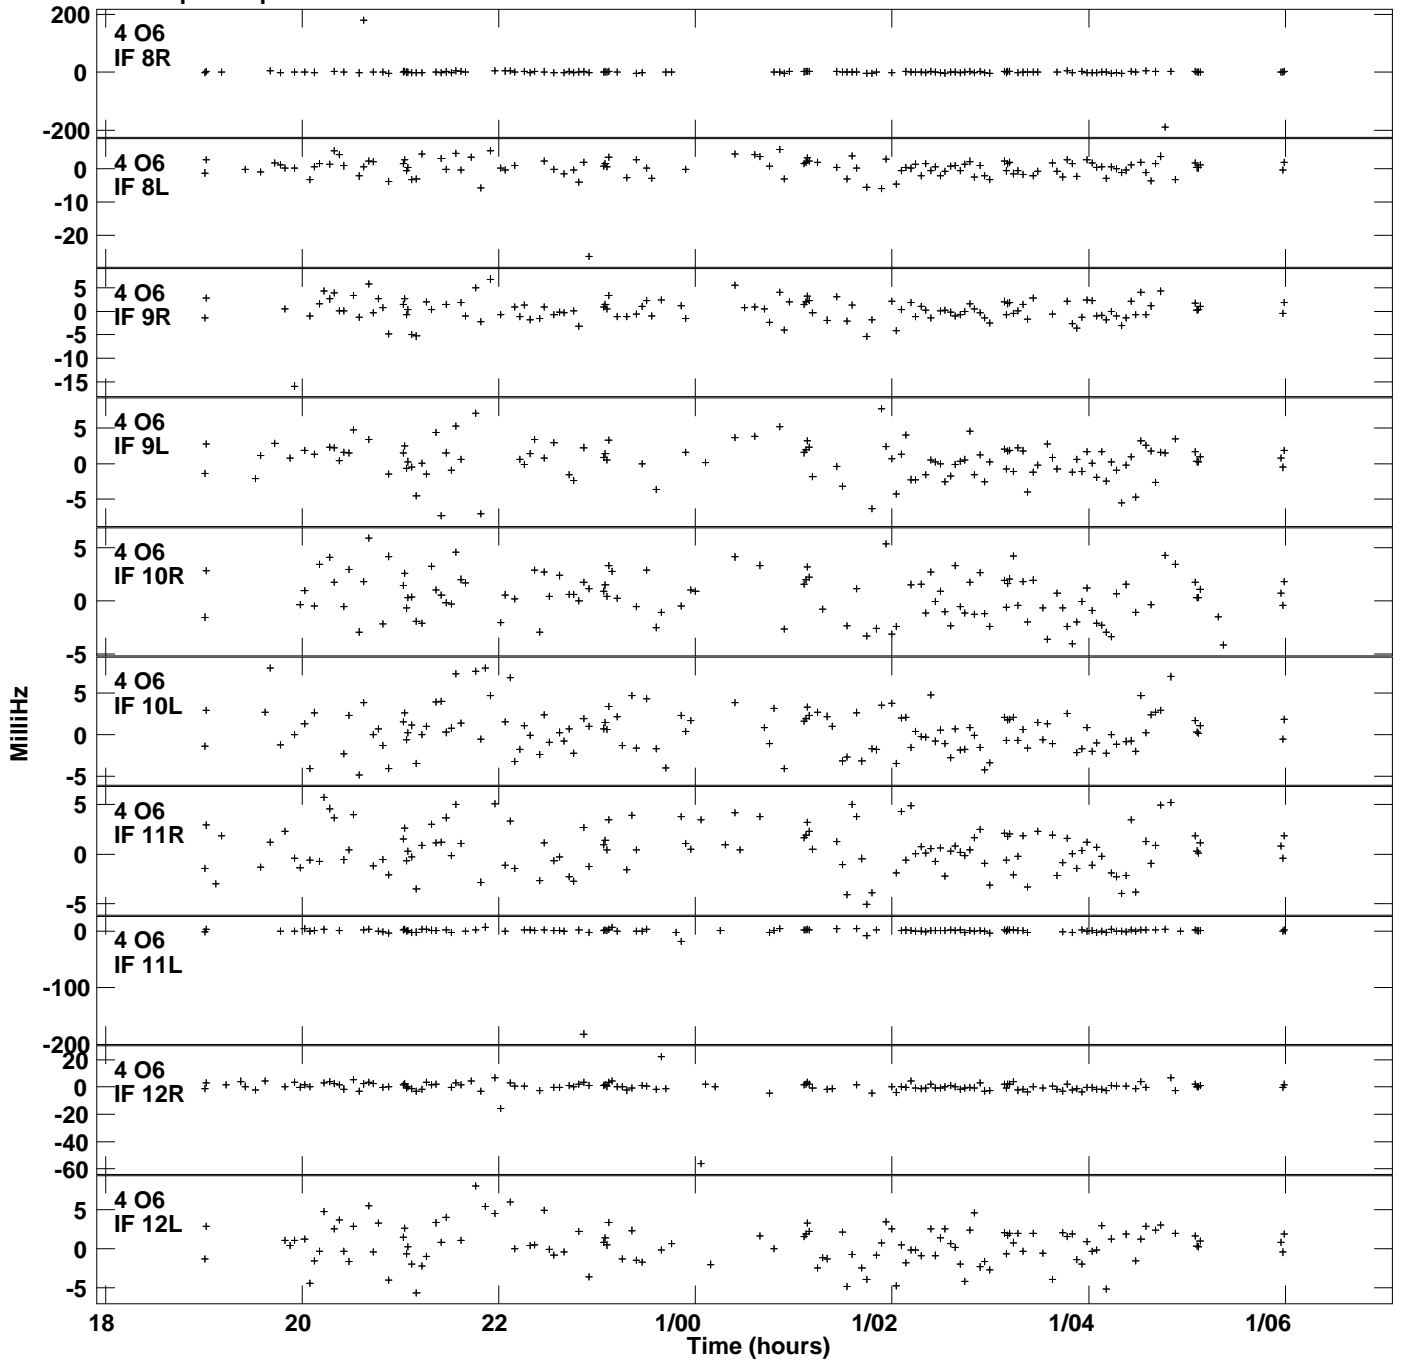 200
0
-200
4 O6
IF 8R
0
-10
-20
4 O6
IF 8L
5
0
-5
-10
-15
4 O6
IF 9R
5
0
-5
4 O6
IF 9L
5
0
-5
4 O6
IF 10R
5
0
-5
4 O6
IF 10L
5
0
-5
4 O6
IF 11R
0
-100
-200
4 O6
IF 11L
20
0
-20
-40
-60
4 O6
IF 12R
5
0
-5
4 O6
IF 12L
MilliHz
18 20 22 1/00 1/02 1/04 1/06
Time (hours)